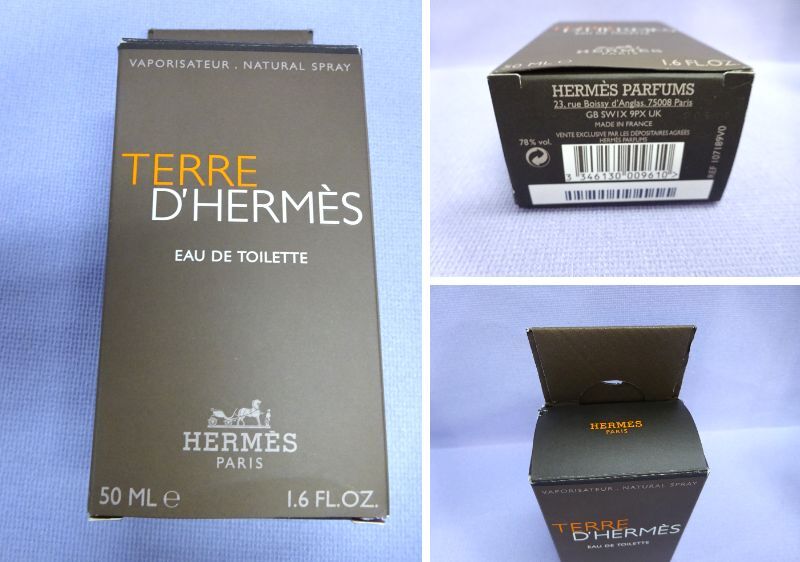 VAPORISATEUR . NATURAL SPRAY
TERRE
D'HERMÈS
EAU DE TOILETTE
HERMÈS
PARIS
50 ML e
1.6 FL.OZ.
HERMÈS
50 ML e
1.6 FL.OZ.
HERMÈS PARFUMS
23, rue Boissy d'Anglas, 75008 Paris
GB SW1X 9PX UK
MADE IN FRANCE
VENTE EXCLUSIVE PAR LES DÉPOSITAIRES AGRÉÉS
HERMÈS PARFUMS
78% vol.
3 346130 009610 >
REF 107189V0
HERMÈS
PARIS
VAPORISATEUR . NATURAL SPRAY
TERRE
D'HERMÈS
EAU DE TOILETTE